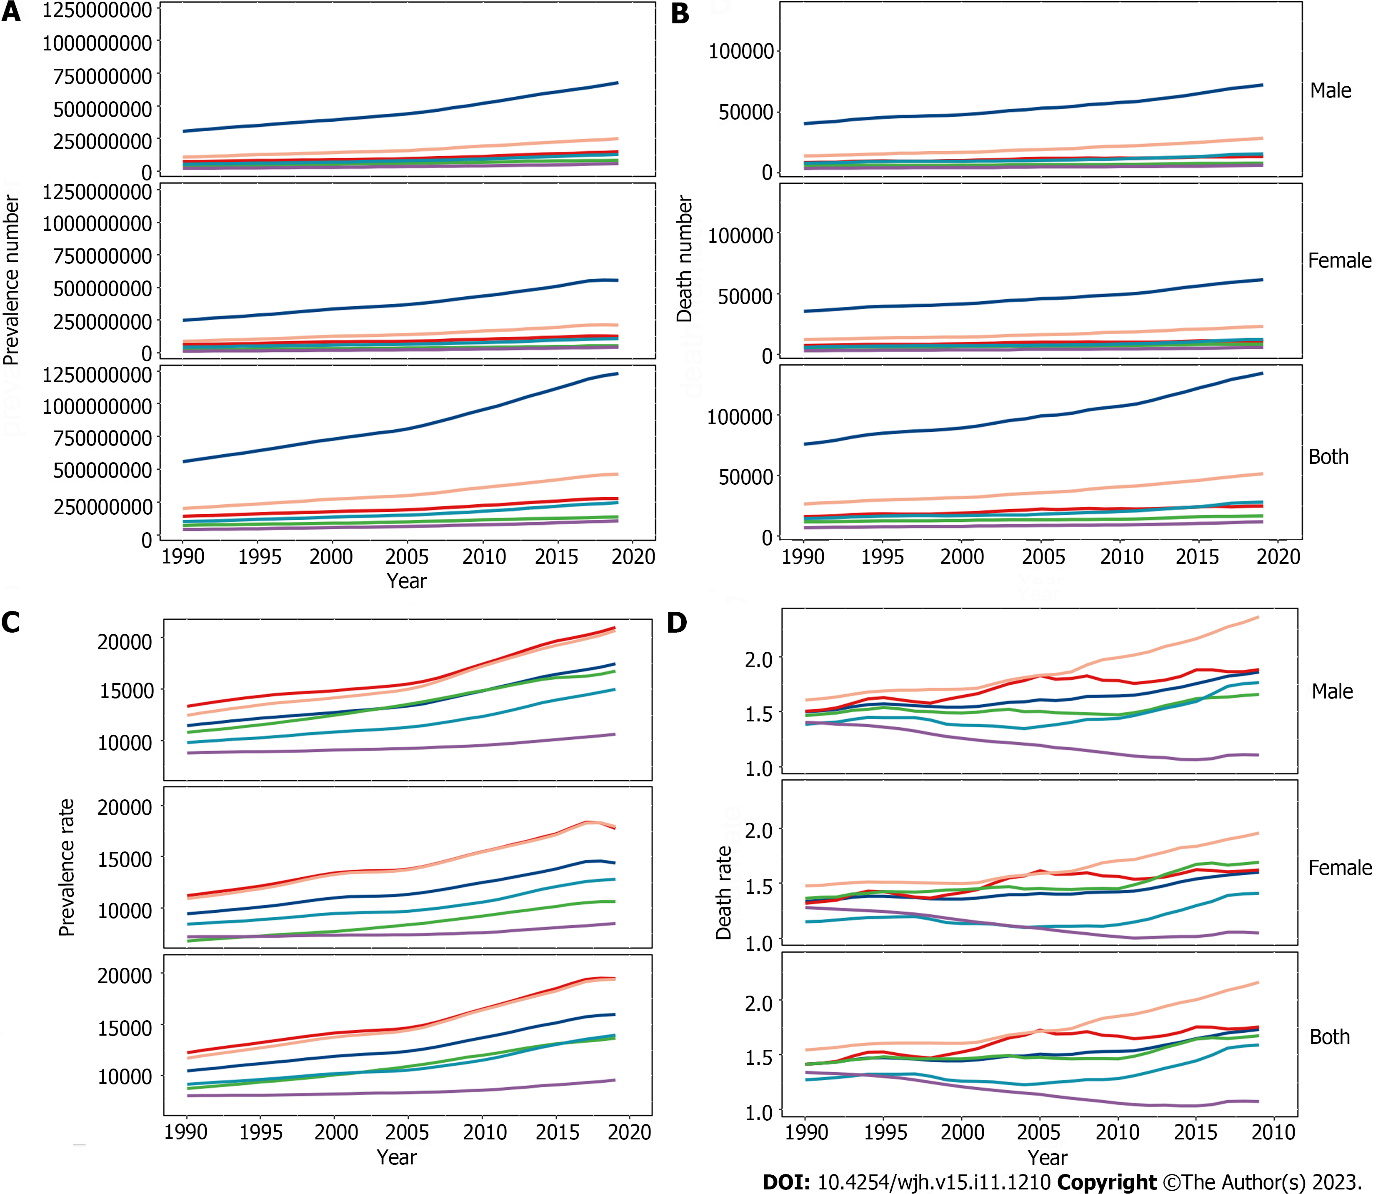 A
1250000000
1000000000
750000000
500000000
250000000
0
1250000000
1000000000
750000000
500000000
250000000
0
1250000000
1000000000
750000000
500000000
250000000
0
Prevalence number
1990 1995 2000 2005 2010 2015 2020
Year
B
100000
50000
0
100000
50000
0
100000
50000
0
Death number
Male
Female
Both
1990 1995 2000 2005 2010 2015 2020
Year
C
20000
15000
10000
20000
15000
10000
20000
15000
10000
Prevalence rate
1990 1995 2000 2005 2010 2015 2020
Year
D
2.0
1.5
1.0
2.0
1.5
1.0
2.0
1.5
1.0
Death rate
Male
Female
Both
1990 1995 2000 2005 2010 2015 2010
Year
DOI: 10.4254/wjh.v15.i11.1210 Copyright ©The Author(s) 2023.